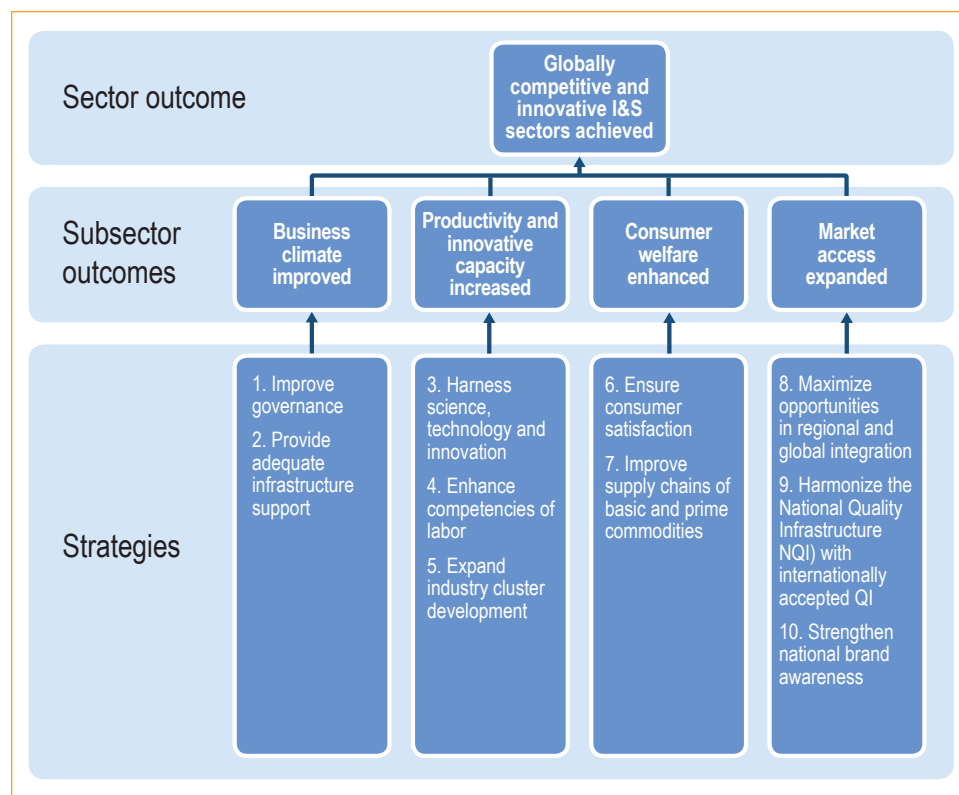 Sector outcome
Globally
competitive and
innovative I&S
sectors achieved
Subsector
outcomes
Business
climate
improved
Productivity and
innovative
capacity
increased
Consumer
welfare
enhanced
Market
access
expanded
Strategies
1. Improve
governance
2. Provide
adequate
infrastructure
support
3. Harness
science,
technology and
innovation
4. Enhance
competencies of
labor
5. Expand
industry cluster
development
6. Ensure
consumer
satisfaction
7. Improve
supply chains of
basic and prime
commodities
8. Maximize
opportunities
in regional and
global integration
9. Harmonize the
National Quality
Infrastructure
NQI) with
internationally
accepted QI
10. Strengthen
national brand
awareness